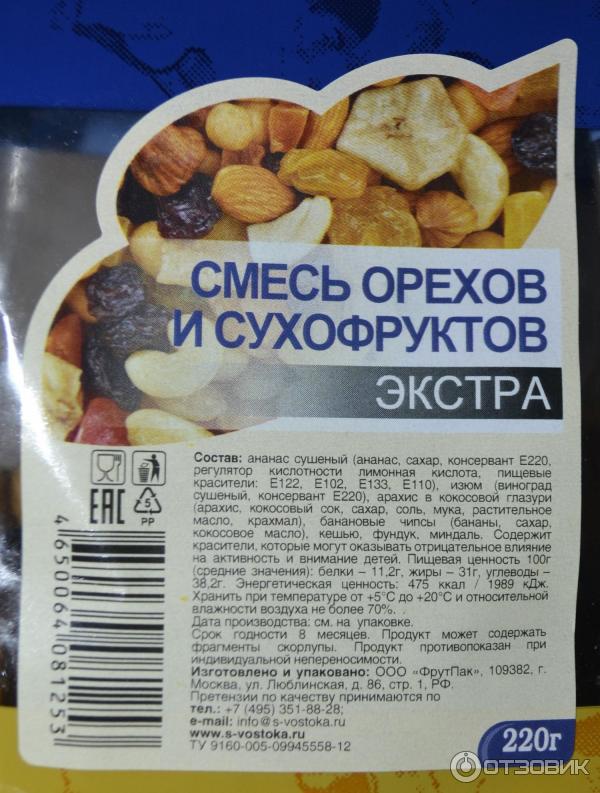 СМЕСЬ ОРЕХОВ
И СУХОФРУКТОВ
ЭКСТРА
Состав: ананас сушеный (ананас, сахар, консервант Е220,
регулятор кислотности лимонная кислота, пищевые
красители: Е122, Е102, Е133, Е110), изюм (виноград
сушеный, консервант Е220), арахис в кокосовой глазури
(арахис, кокосовый сок, сахар, соль, мука, растительное
масло, крахмал), банановые чипсы (бананы, сахар,
кокосовое масло), кешью, фундук, миндаль. Содержит
красители, которые могут оказывать отрицательное влияние
на активность и внимание детей. Пищевая ценность 100г
(средние значения): белки – 11,2г, жиры – 31г, углеводы –
38,2г. Энергетическая ценность: 475 ккал / 1989 кДж.
Хранить при температуре от +5°С до +20°С и относительной
влажности воздуха не более 70%.
Дата производства: см. на упаковке.
Срок годности 8 месяцев. Продукт может содержать
фрагменты скорлупы. Продукт противопоказан при
индивидуальной непереносимости.
Изготовлено и упаковано: ООО «ФрутПак», 109382, г.
Москва, ул. Люблинская, д. 86, стр. 1, РФ.
Претензии по качеству принимаются по
тел.: +7 (495) 351-88-28;
e-mail: info@s-vostoka.ru
www.s-vostoka.ru
ТУ 9160-005-09945558-12
EAC
5
PP
4 650064 081253
220г
ОТЗОВИК